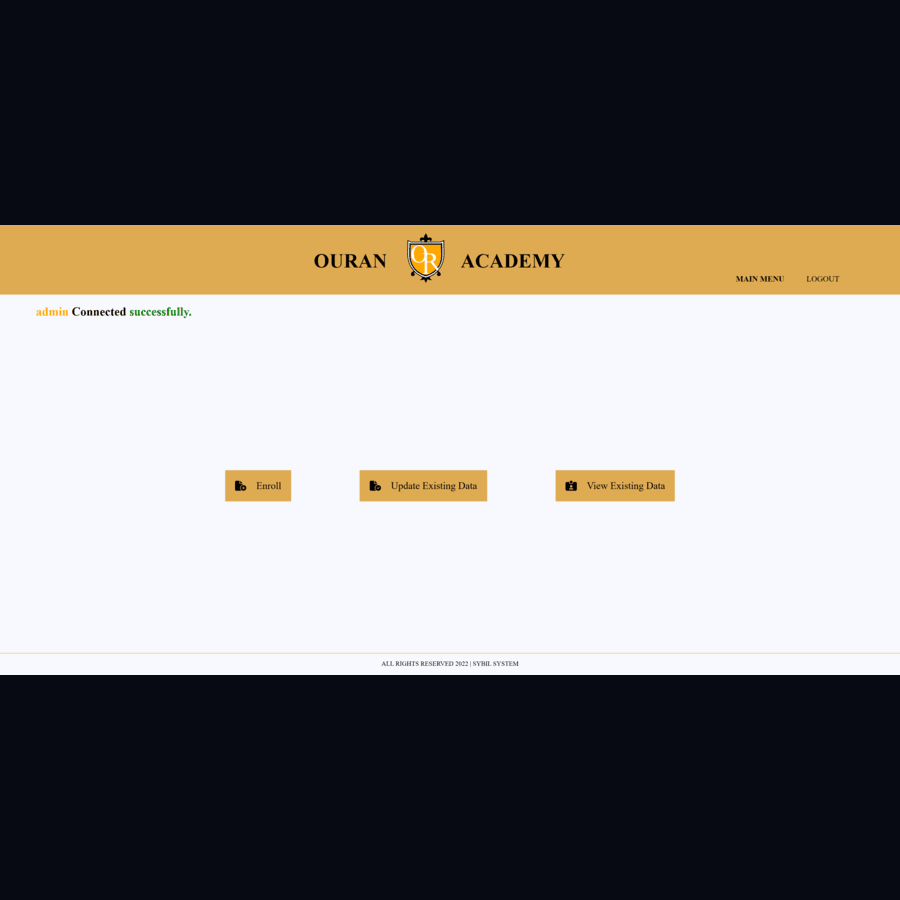 OURAN OR ACADEMY
MAIN MENU LOGOUT
admin Connected successfully.
Enroll Update Existing Data View Existing Data
ALL RIGHTS RESERVED 2022 | SYBIL SYSTEM